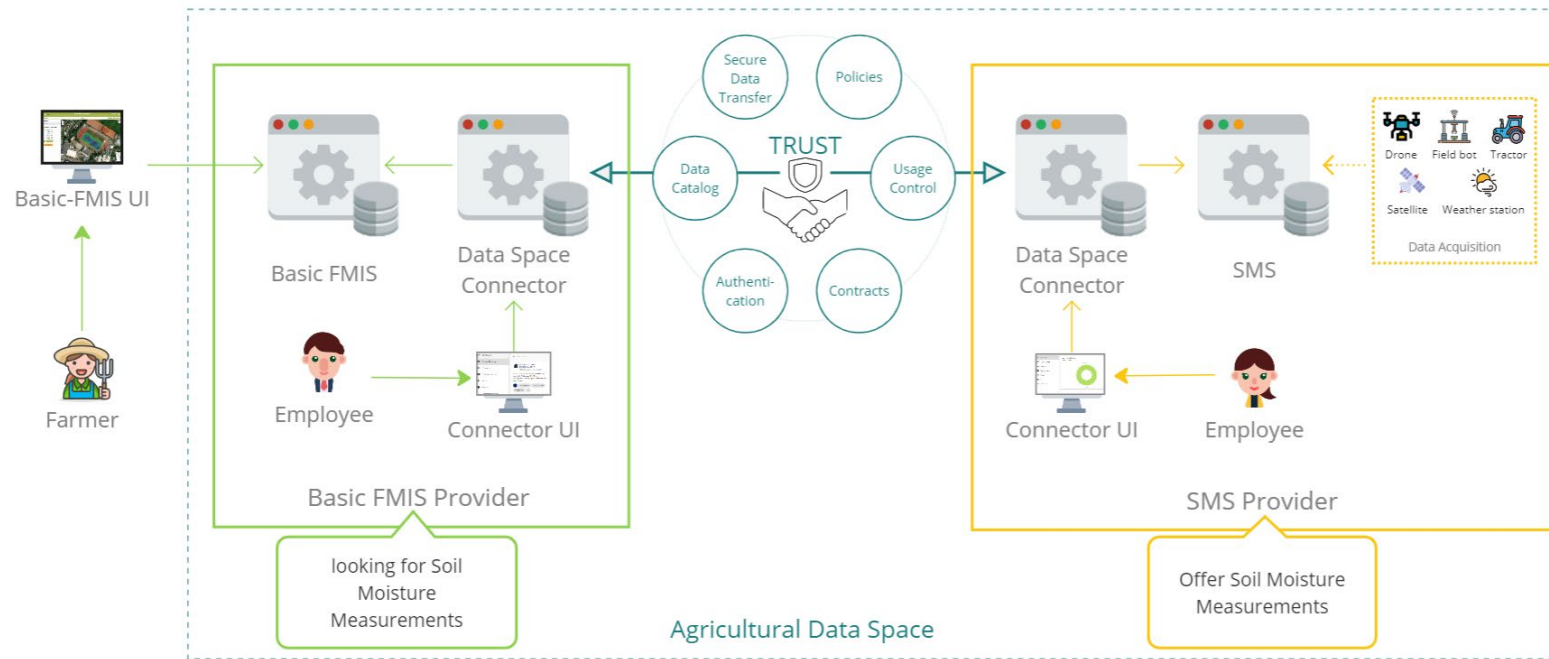 Basic-FMIS UI
Farmer
Basic FMIS
Data Space
Connector
Employee
Connector UI
Basic FMIS Provider
looking for Soil
Moisture
Measurements
Secure
Data
Transfer
Policies
TRUST
Data
Catalog
Usage
Control
Authenti-
cation
Contracts
Agricultural Data Space
Data Space
Connector
SMS
Drone
Field bot
Tractor
Satellite
Weather station
Data Acquisition
Connector UI
Employee
SMS Provider
Offer Soil Moisture
Measurements